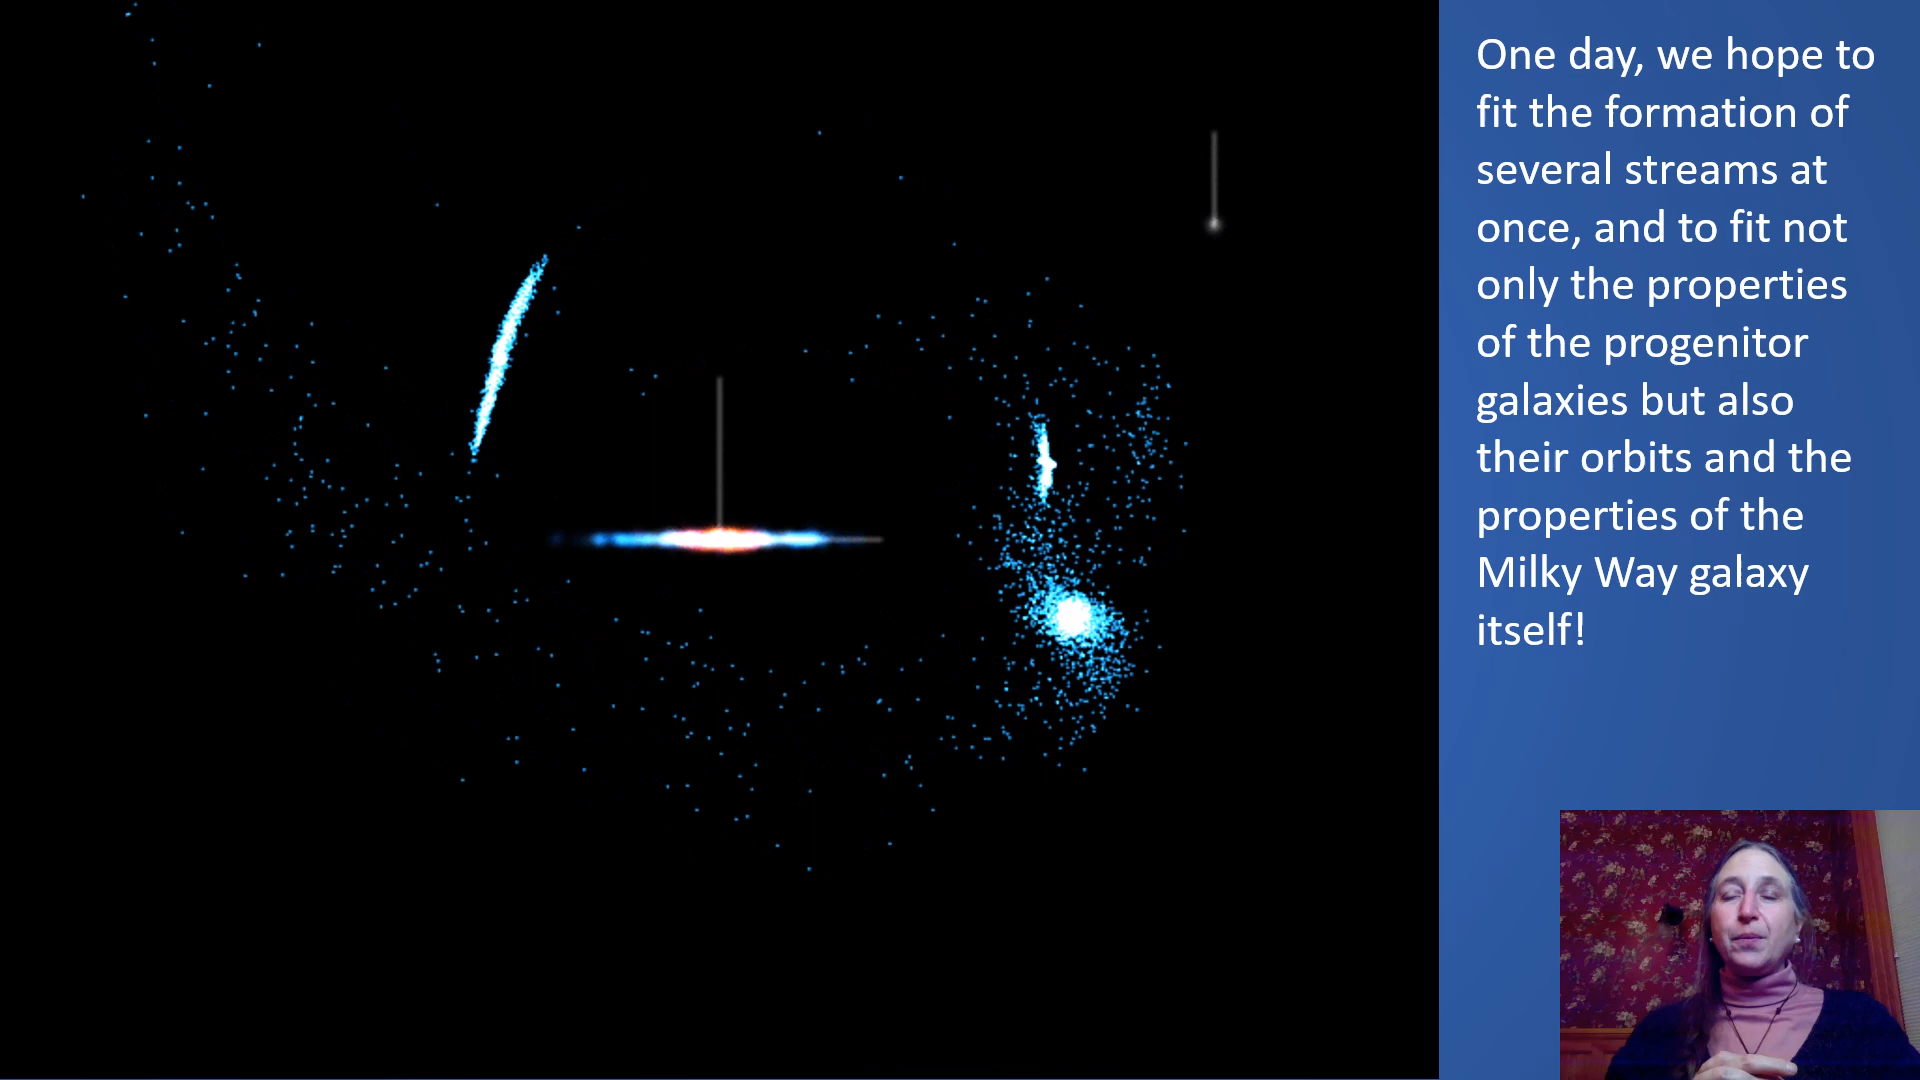 One day, we hope to
fit the formation of
several streams at
once, and to fit not
only the properties
of the progenitor
galaxies but also
their orbits and the
properties of the
Milky Way galaxy
itself!